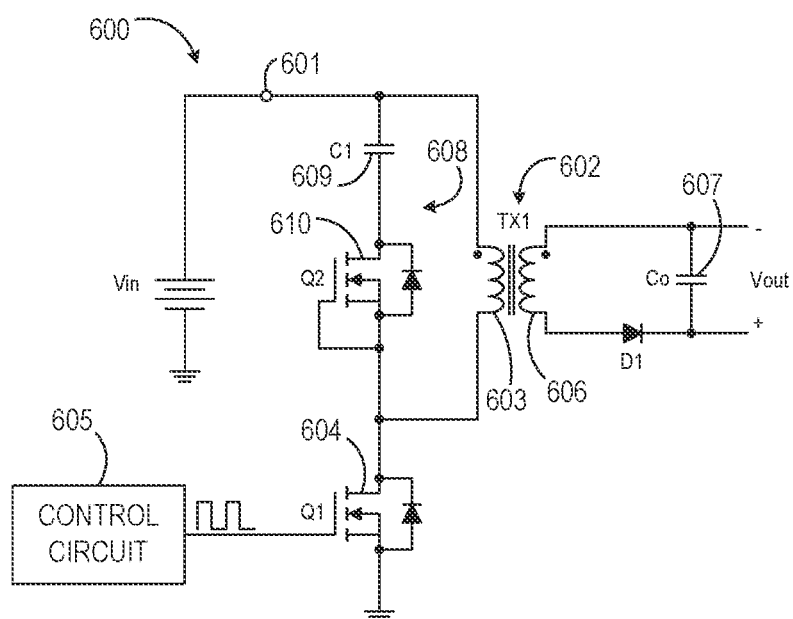 600
601
C1
609
608
602
TX1
607
610
Q2
Vin
Co
-
Vout
+
D1
603
606
605
604
CONTROL
CIRCUIT
Q1